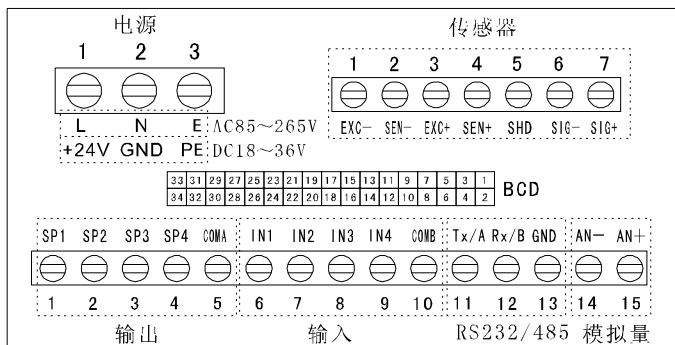 电源
传感器
1 2 3
1 2 3 4 5 6 7
L N E AC85～265V
EXC- SEN- EXC+ SEN+ SHD SIG- SIG+
+24V GND PE DC18～36V
33 31 29 27 25 23 21 19 17 15 13 11 9 7 5 3 1
BCD
34 32 30 28 26 24 22 20 18 16 14 12 10 8 6 4 2
SP1 SP2 SP3 SP4 COMA IN1 IN2 IN3 IN4 COMB Tx/A Rx/B GND AN- AN+
1 2 3 4 5 6 7 8 9 10 11 12 13 14 15
输出 输入 RS232/485 模拟量